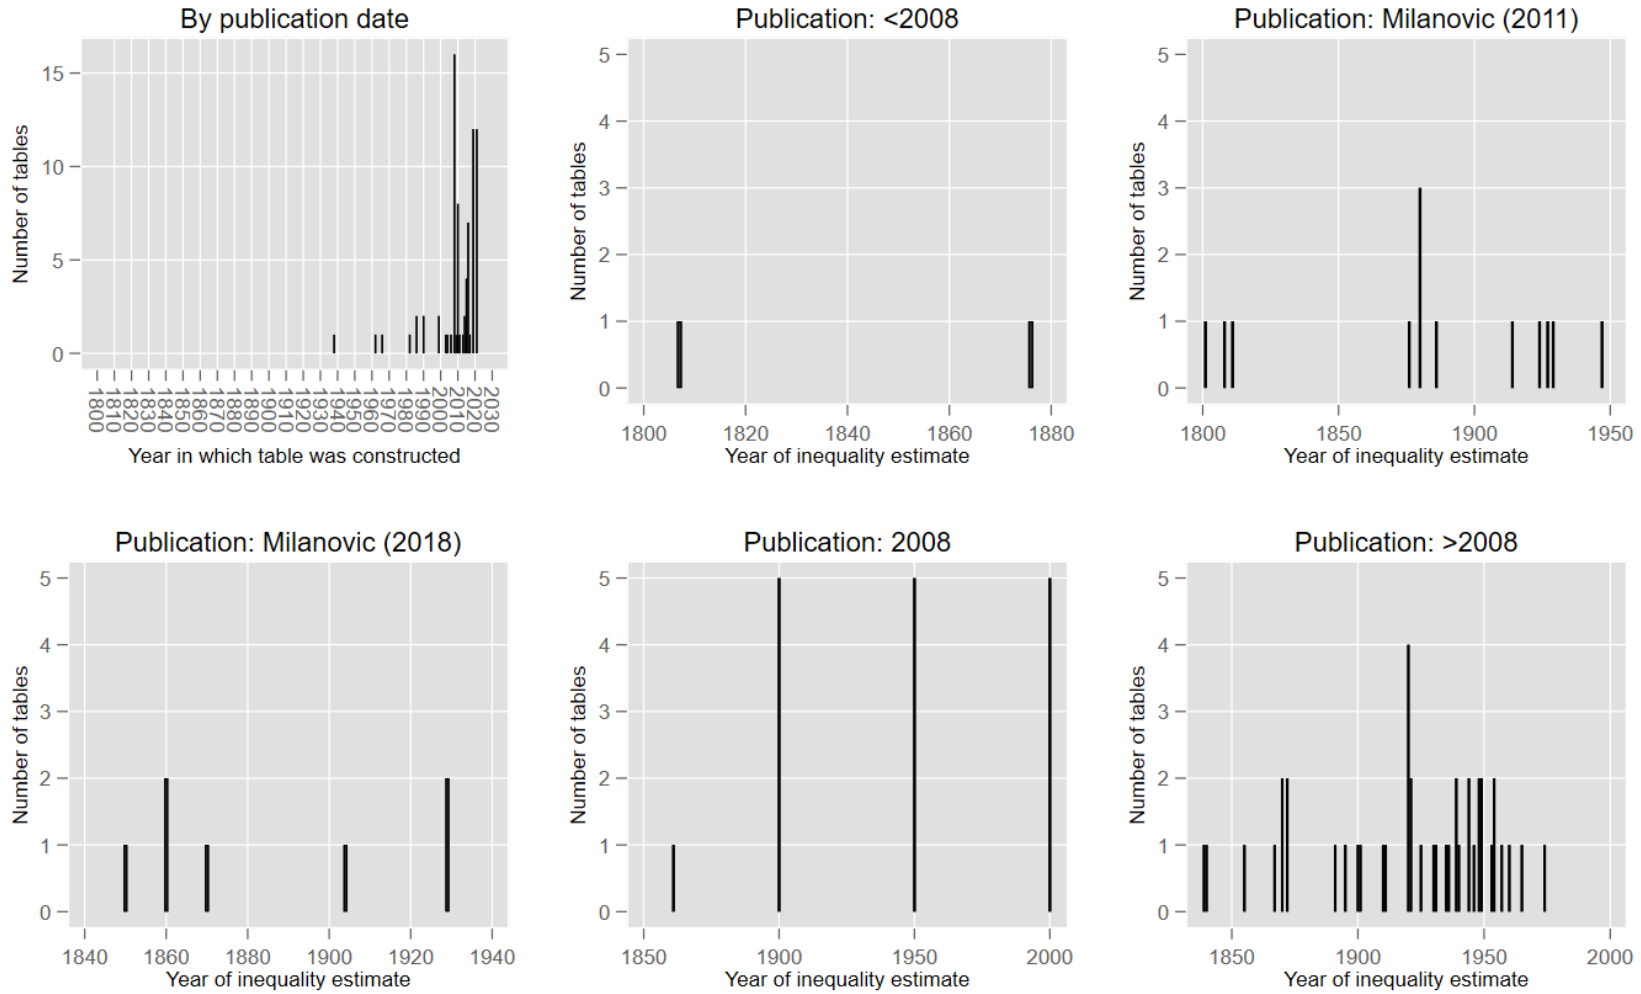 By publication date
Number of tables
15
10
5
0
1800 1810 1820 1830 1840 1850 1860 1870 1880 1890 1900 1910 1920 1930 1940 1950 1960 1970 1980 1990 2000 2010 2020 2030
Year in which table was constructed
Publication: <2008
Number of tables
5
4
3
2
1
0
1800 1820 1840 1860 1880
Year of inequality estimate
Publication: Milanovic (2011)
Number of tables
5
4
3
2
1
0
1800 1850 1900 1950
Year of inequality estimate
Publication: Milanovic (2018)
Number of tables
5
4
3
2
1
0
1840 1860 1880 1900 1920 1940
Year of inequality estimate
Publication: 2008
Number of tables
5
4
3
2
1
0
1850 1900 1950 2000
Year of inequality estimate
Publication: >2008
Number of tables
5
4
3
2
1
0
1850 1900 1950 2000
Year of inequality estimate